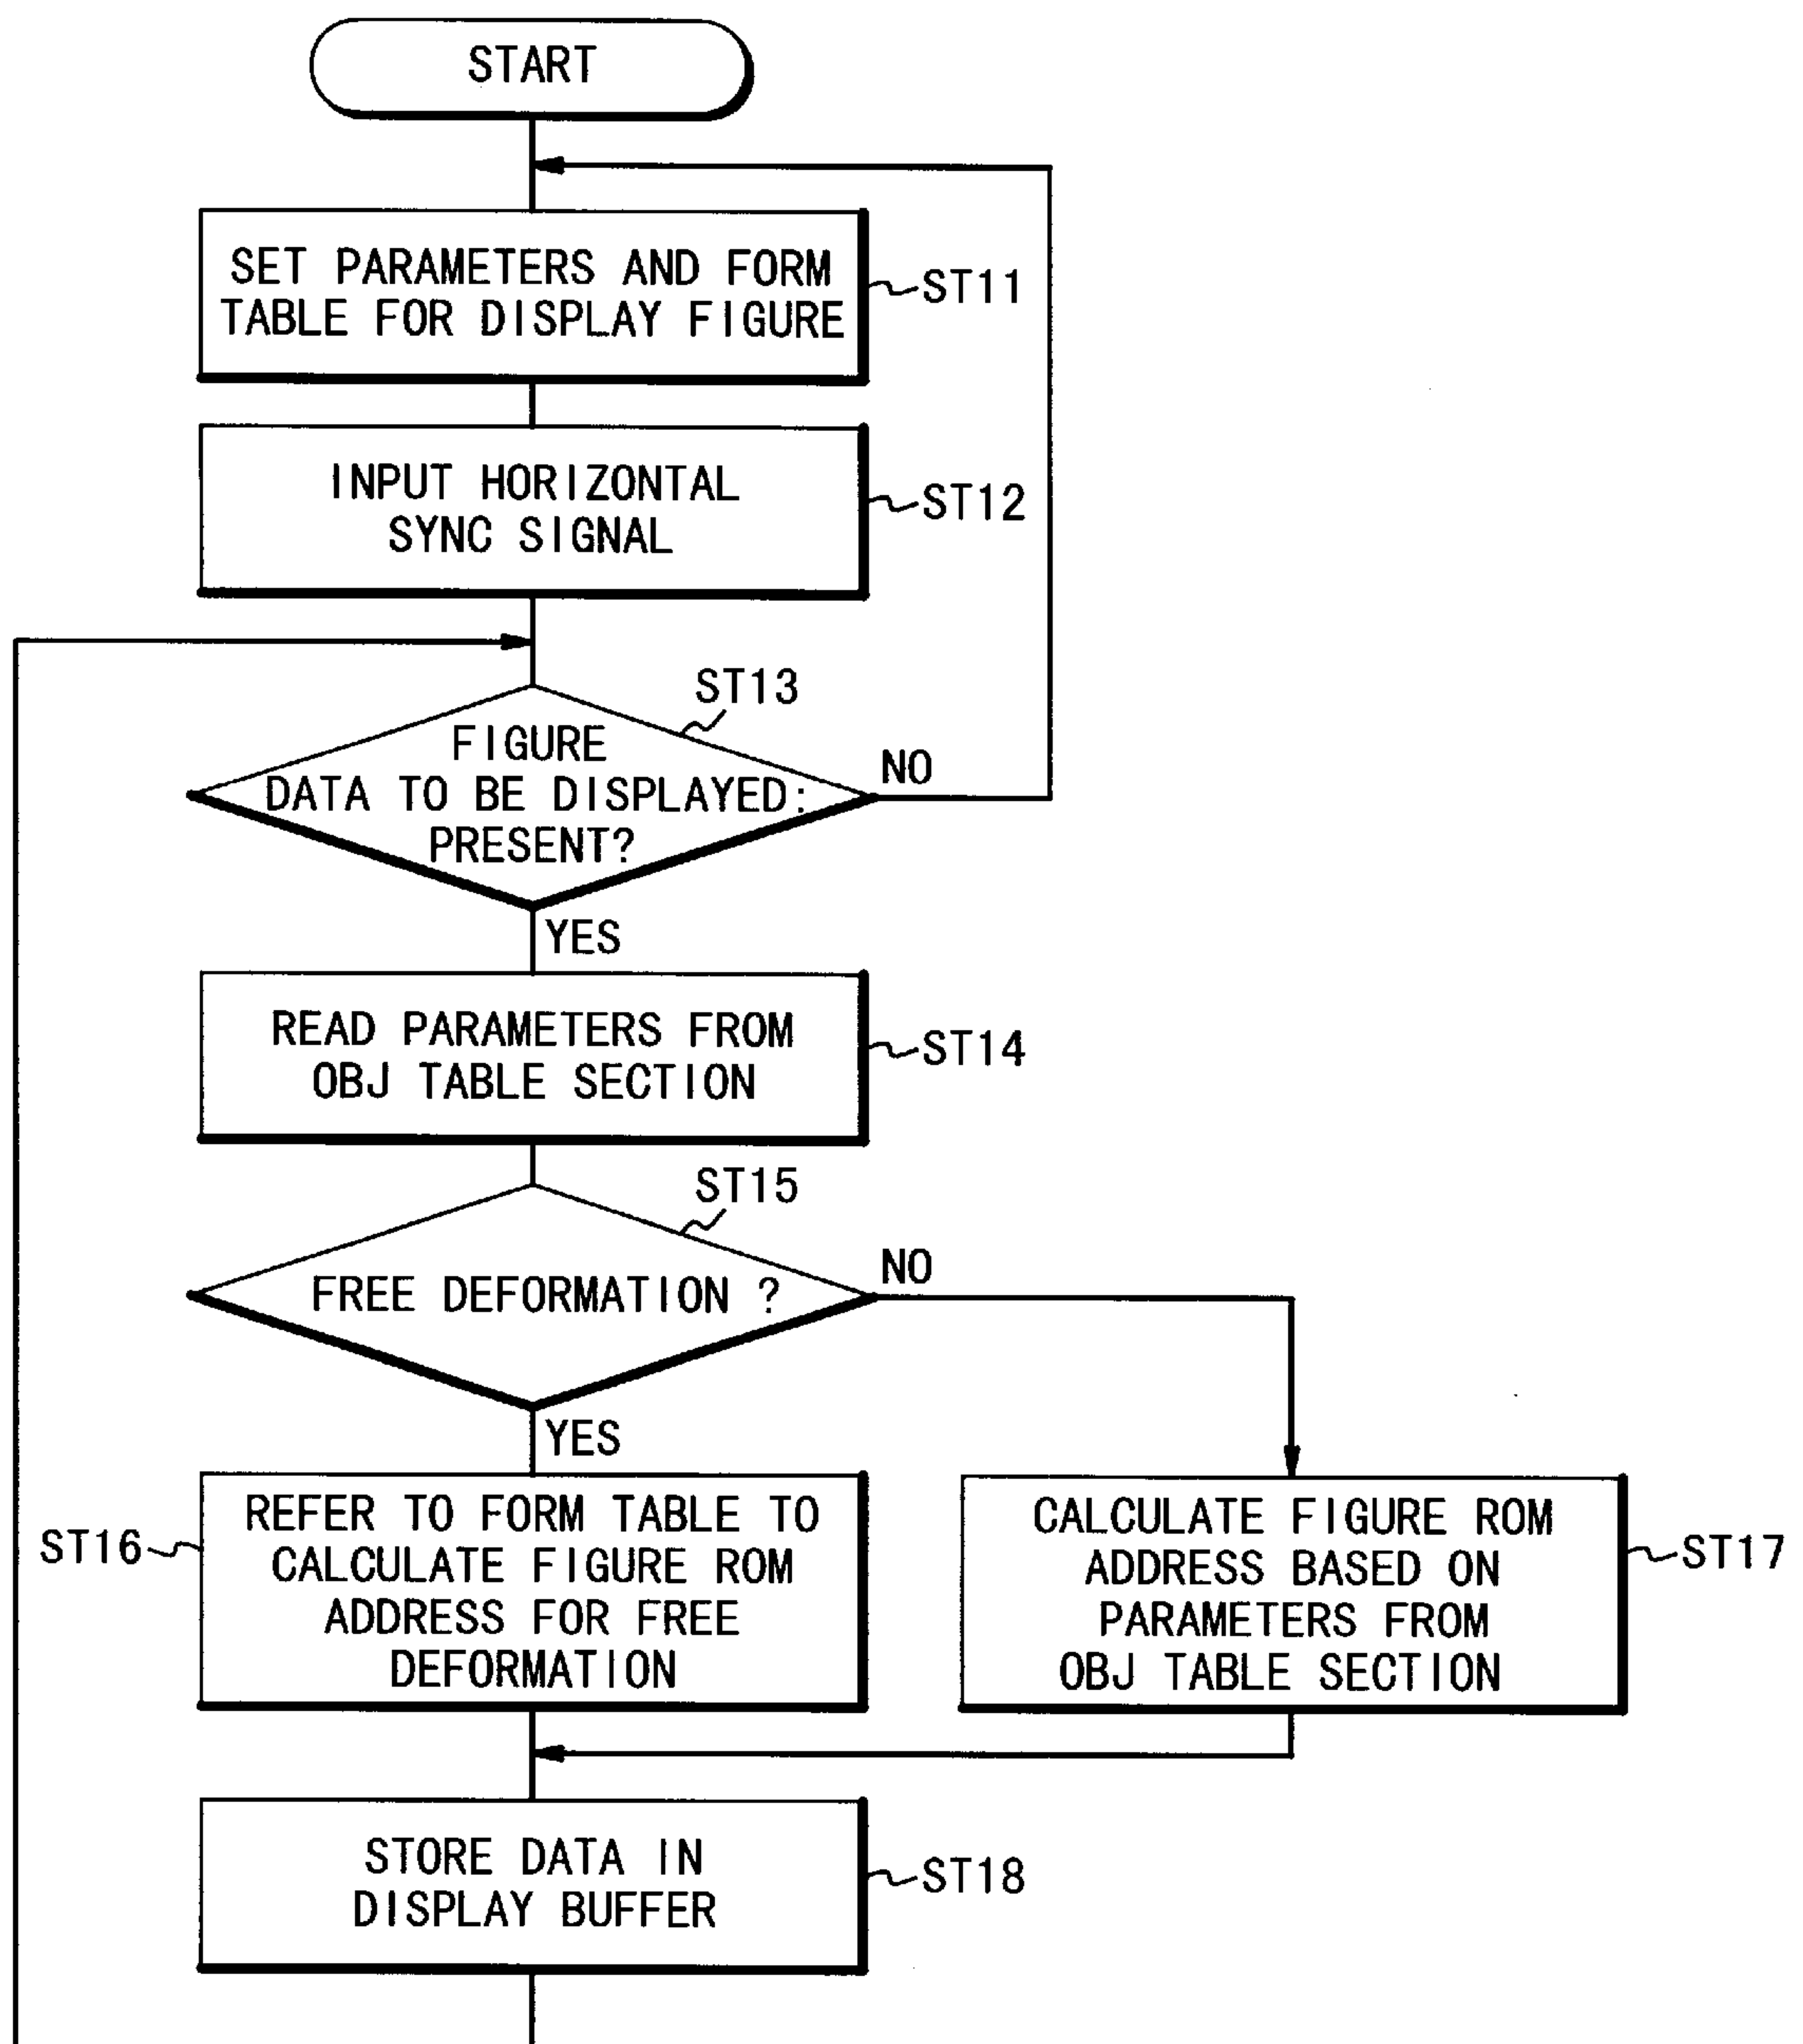 START
SET PARAMETERS AND FORM
TABLE FOR DISPLAY FIGURE
ST11
INPUT HORIZONTAL
SYNC SIGNAL
ST12
ST13
FIGURE
DATA TO BE DISPLAYED:
PRESENT?
NO
YES
READ PARAMETERS FROM
OBJ TABLE SECTION
ST14
ST15
FREE DEFORMATION ?
NO
YES
ST16
REFER TO FORM TABLE TO
CALCULATE FIGURE ROM
ADDRESS FOR FREE
DEFORMATION
CALCULATE FIGURE ROM
ADDRESS BASED ON
PARAMETERS FROM
OBJ TABLE SECTION
ST17
STORE DATA IN
DISPLAY BUFFER
ST18